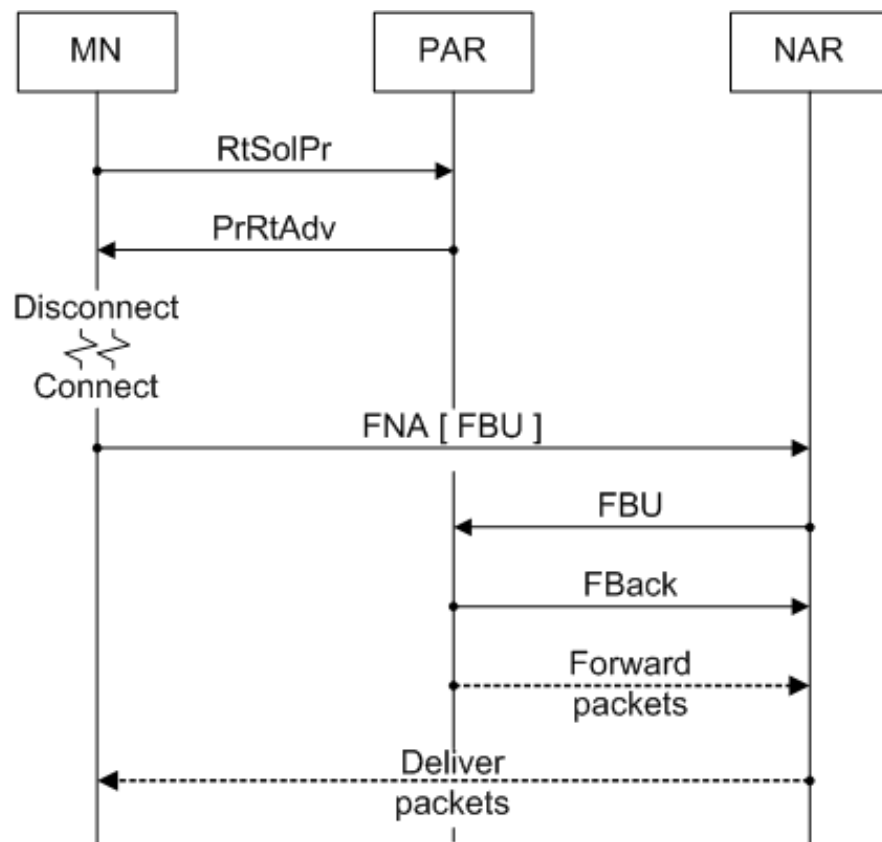 MN
PAR
NAR
RtSolPr
PrRtAdv
Disconnect
Connect
FNA [ FBU ]
FBU
FBack
Forward
packets
Deliver
packets